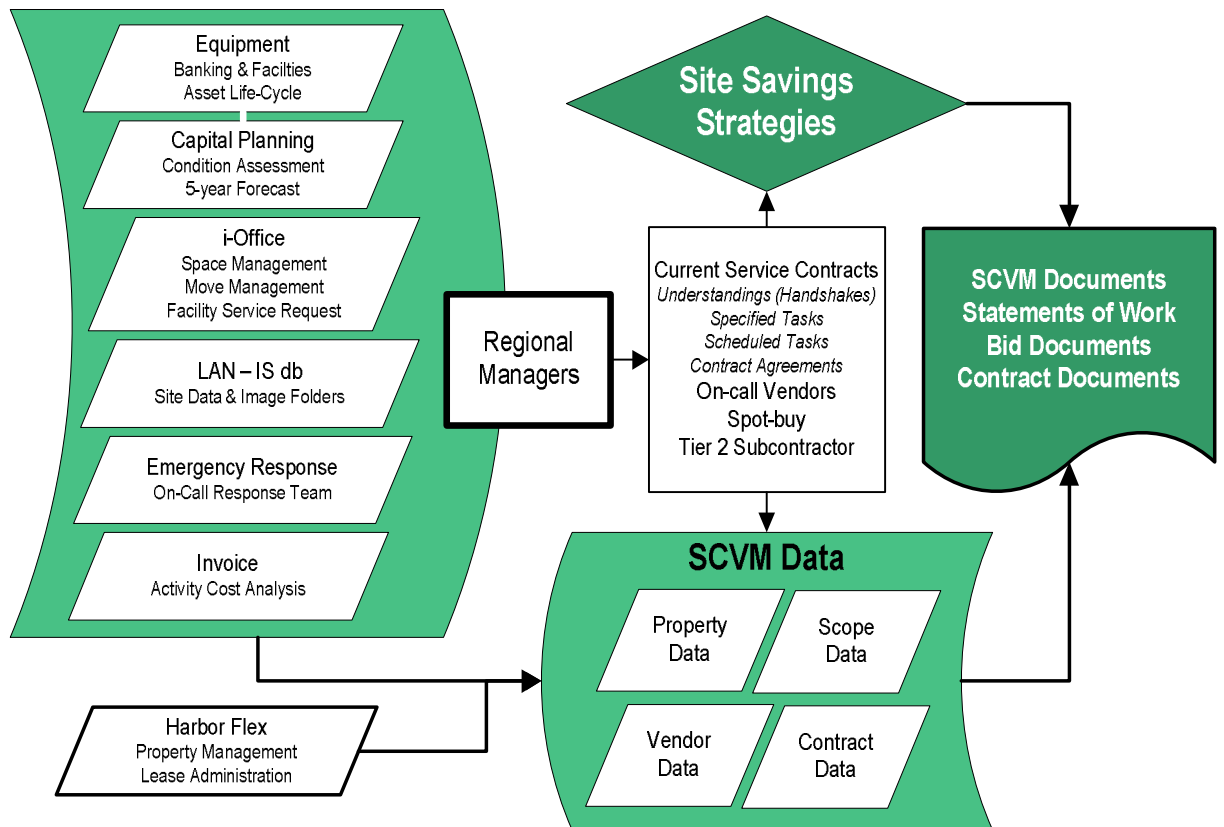 Equipment
Banking & Facilties
Asset Life-Cycle
Capital Planning
Condition Assessment
5-year Forecast
i-Office
Space Management
Move Management
Facility Service Request
LAN – IS db
Site Data & Image Folders
Emergency Response
On-Call Response Team
Invoice
Activity Cost Analysis
Harbor Flex
Property Management
Lease Administration
Regional
Managers
Site Savings
Strategies
Current Service Contracts
Understandings (Handshakes)
Specified Tasks
Scheduled Tasks
Contract Agreements
On-call Vendors
Spot-buy
Tier 2 Subcontractor
SCVM Data
Property
Data
Scope
Data
Vendor
Data
Contract
Data
SCVM Documents
Statements of Work
Bid Documents
Contract Documents